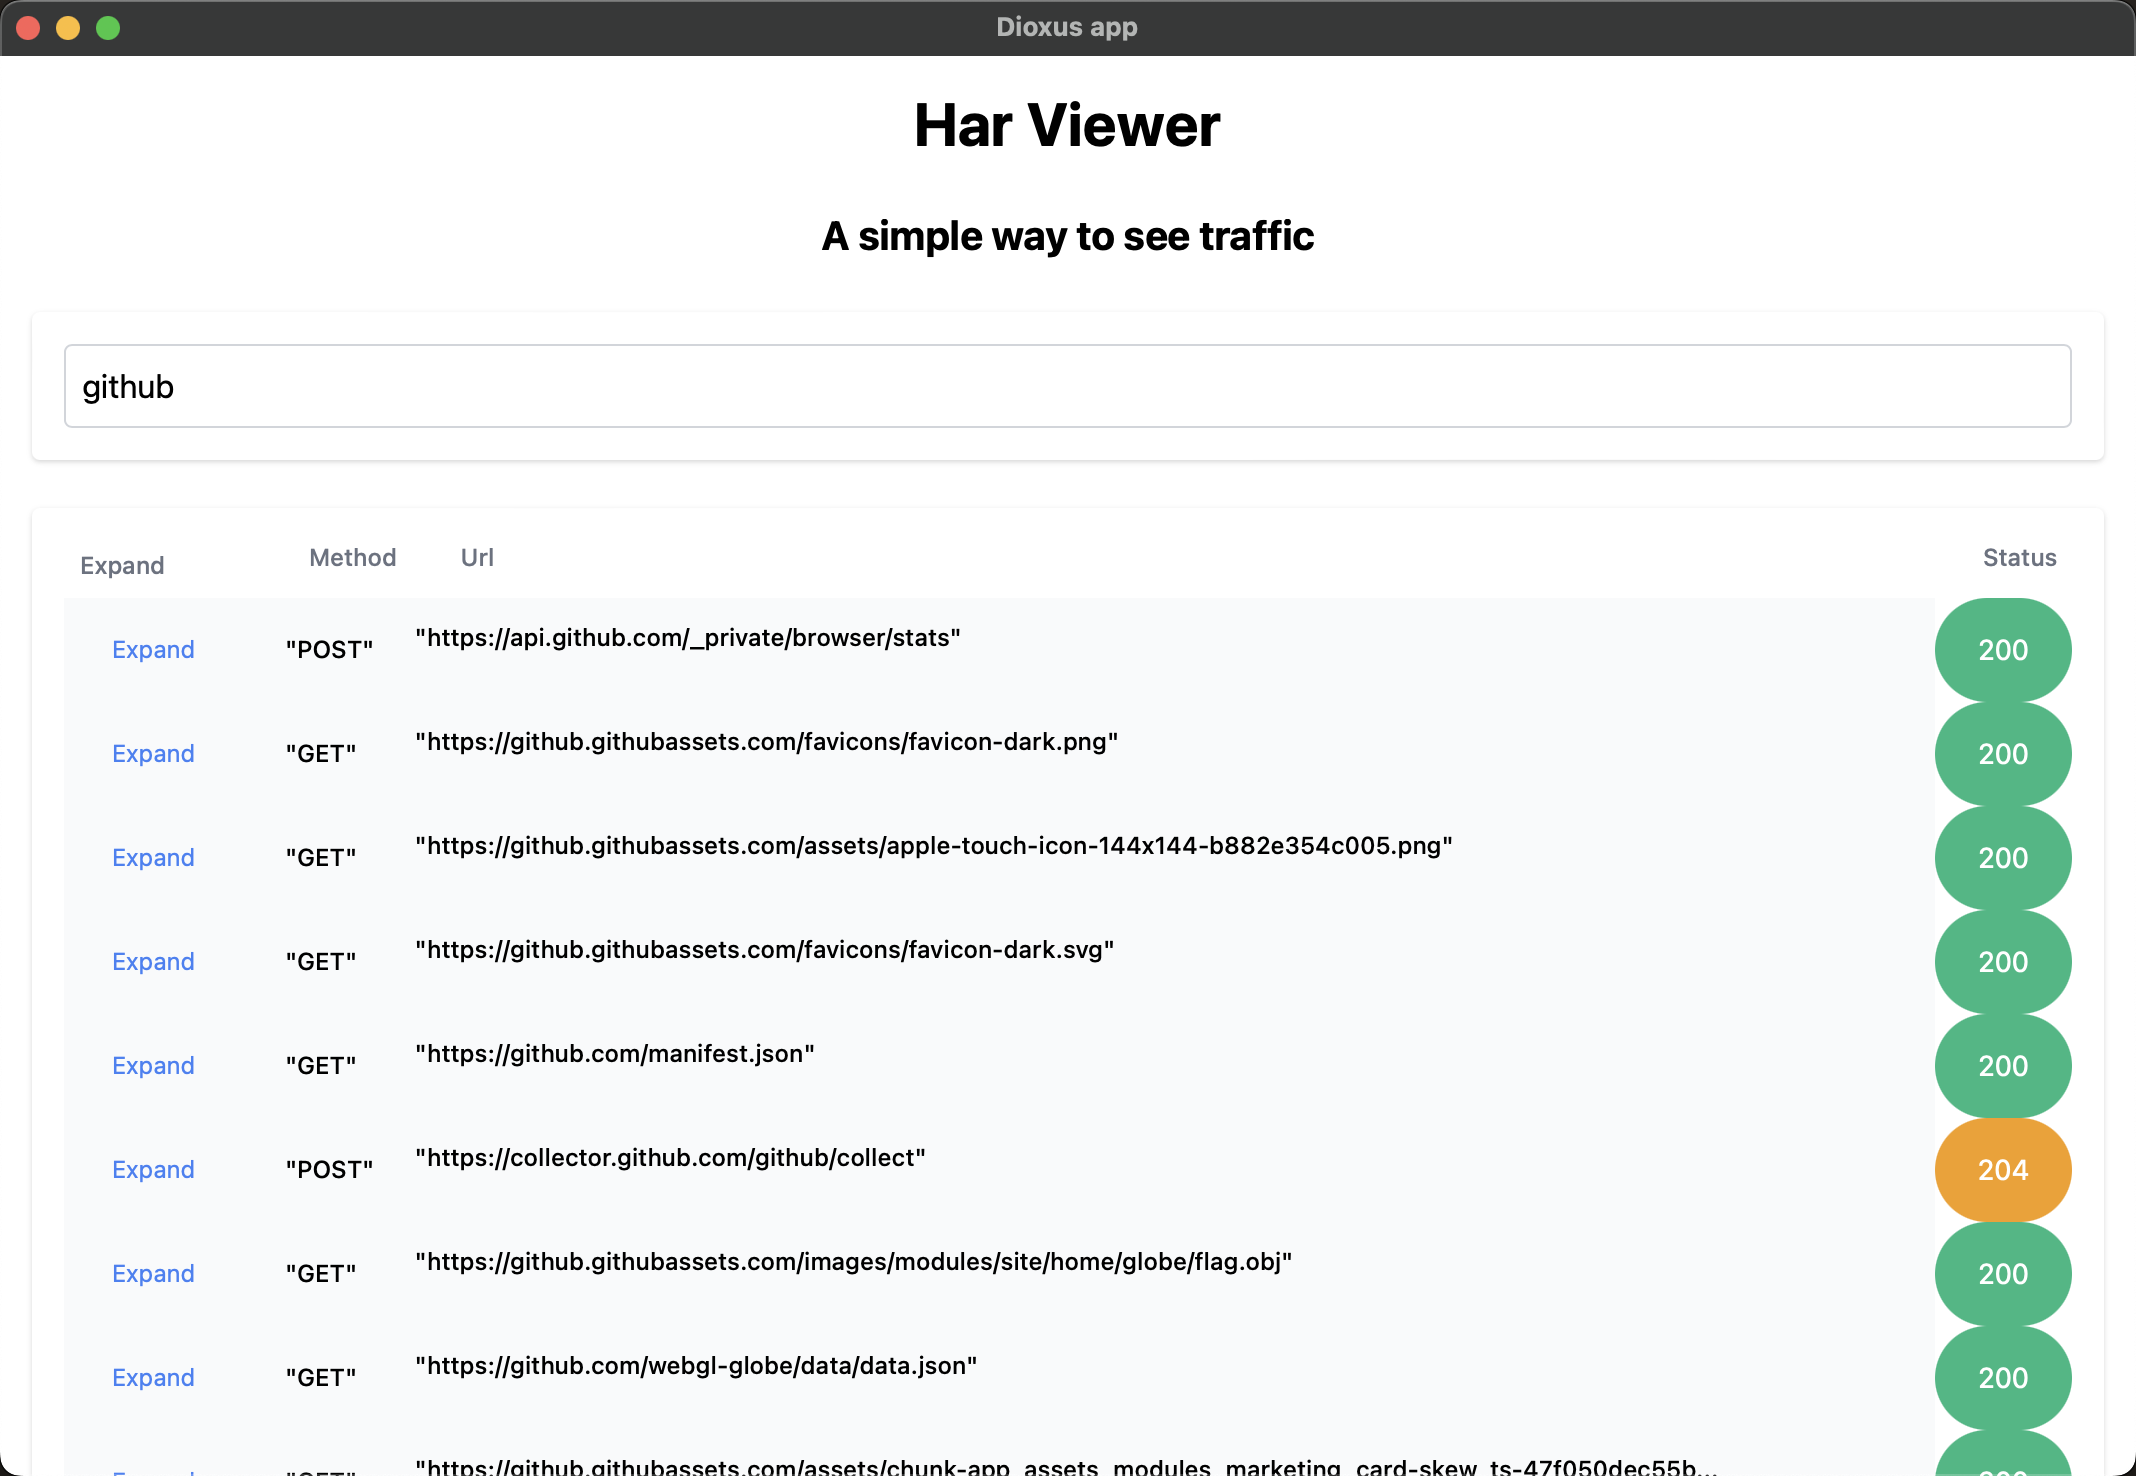 Dioxus app
Har Viewer
A simple way to see traffic
github
Expand Method Url Status
Expand "POST" "https://api.github.com/_private/browser/stats" 200
Expand "GET" "https://github.githubassets.com/favicons/favicon-dark.png" 200
Expand "GET" "https://github.githubassets.com/assets/apple-touch-icon-144x144-b882e354c005.png" 200
Expand "GET" "https://github.githubassets.com/favicons/favicon-dark.svg" 200
Expand "GET" "https://github.com/manifest.json" 200
Expand "POST" "https://collector.github.com/github/collect" 204
Expand "GET" "https://github.githubassets.com/images/modules/site/home/globe/flag.obj" 200
Expand "GET" "https://github.com/webgl-globe/data/data.json" 200
Expand "GET" "https://github.githubassets.com/assets/chunk-app_assets_modules_marketing_card-skew_ts-47f050dec55b... 200